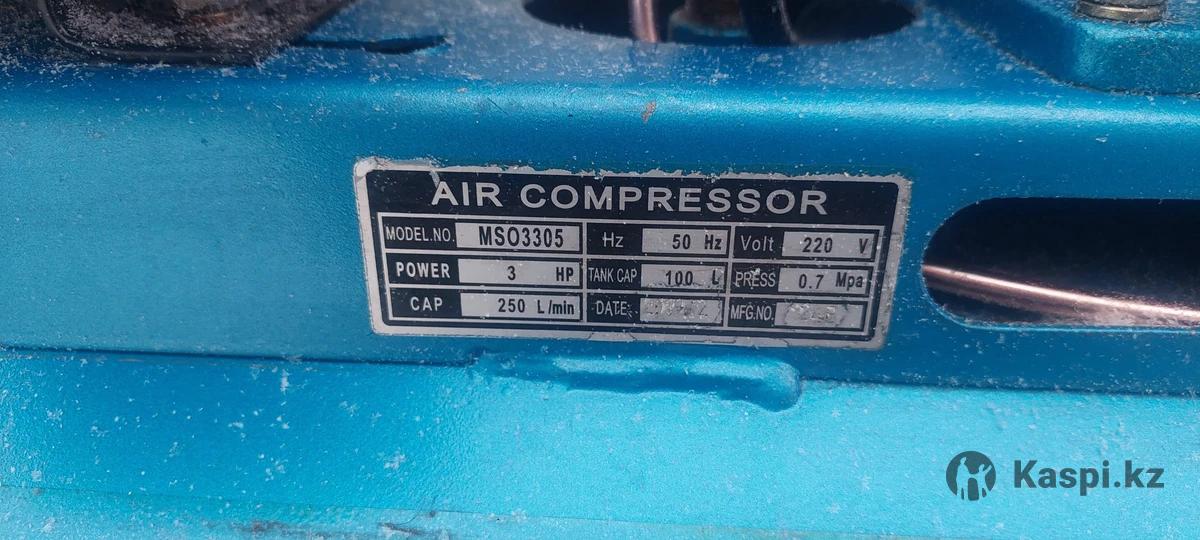 AIR COMPRESSOR
MODEL.NO. MSO3305 Hz 50 Hz Volt 220 V
POWER 3 HP TANK CAP 100 L PRESS 0.7 Mpa
CAP 250 L/min DATE MFG.NO.
Kaspi.kz